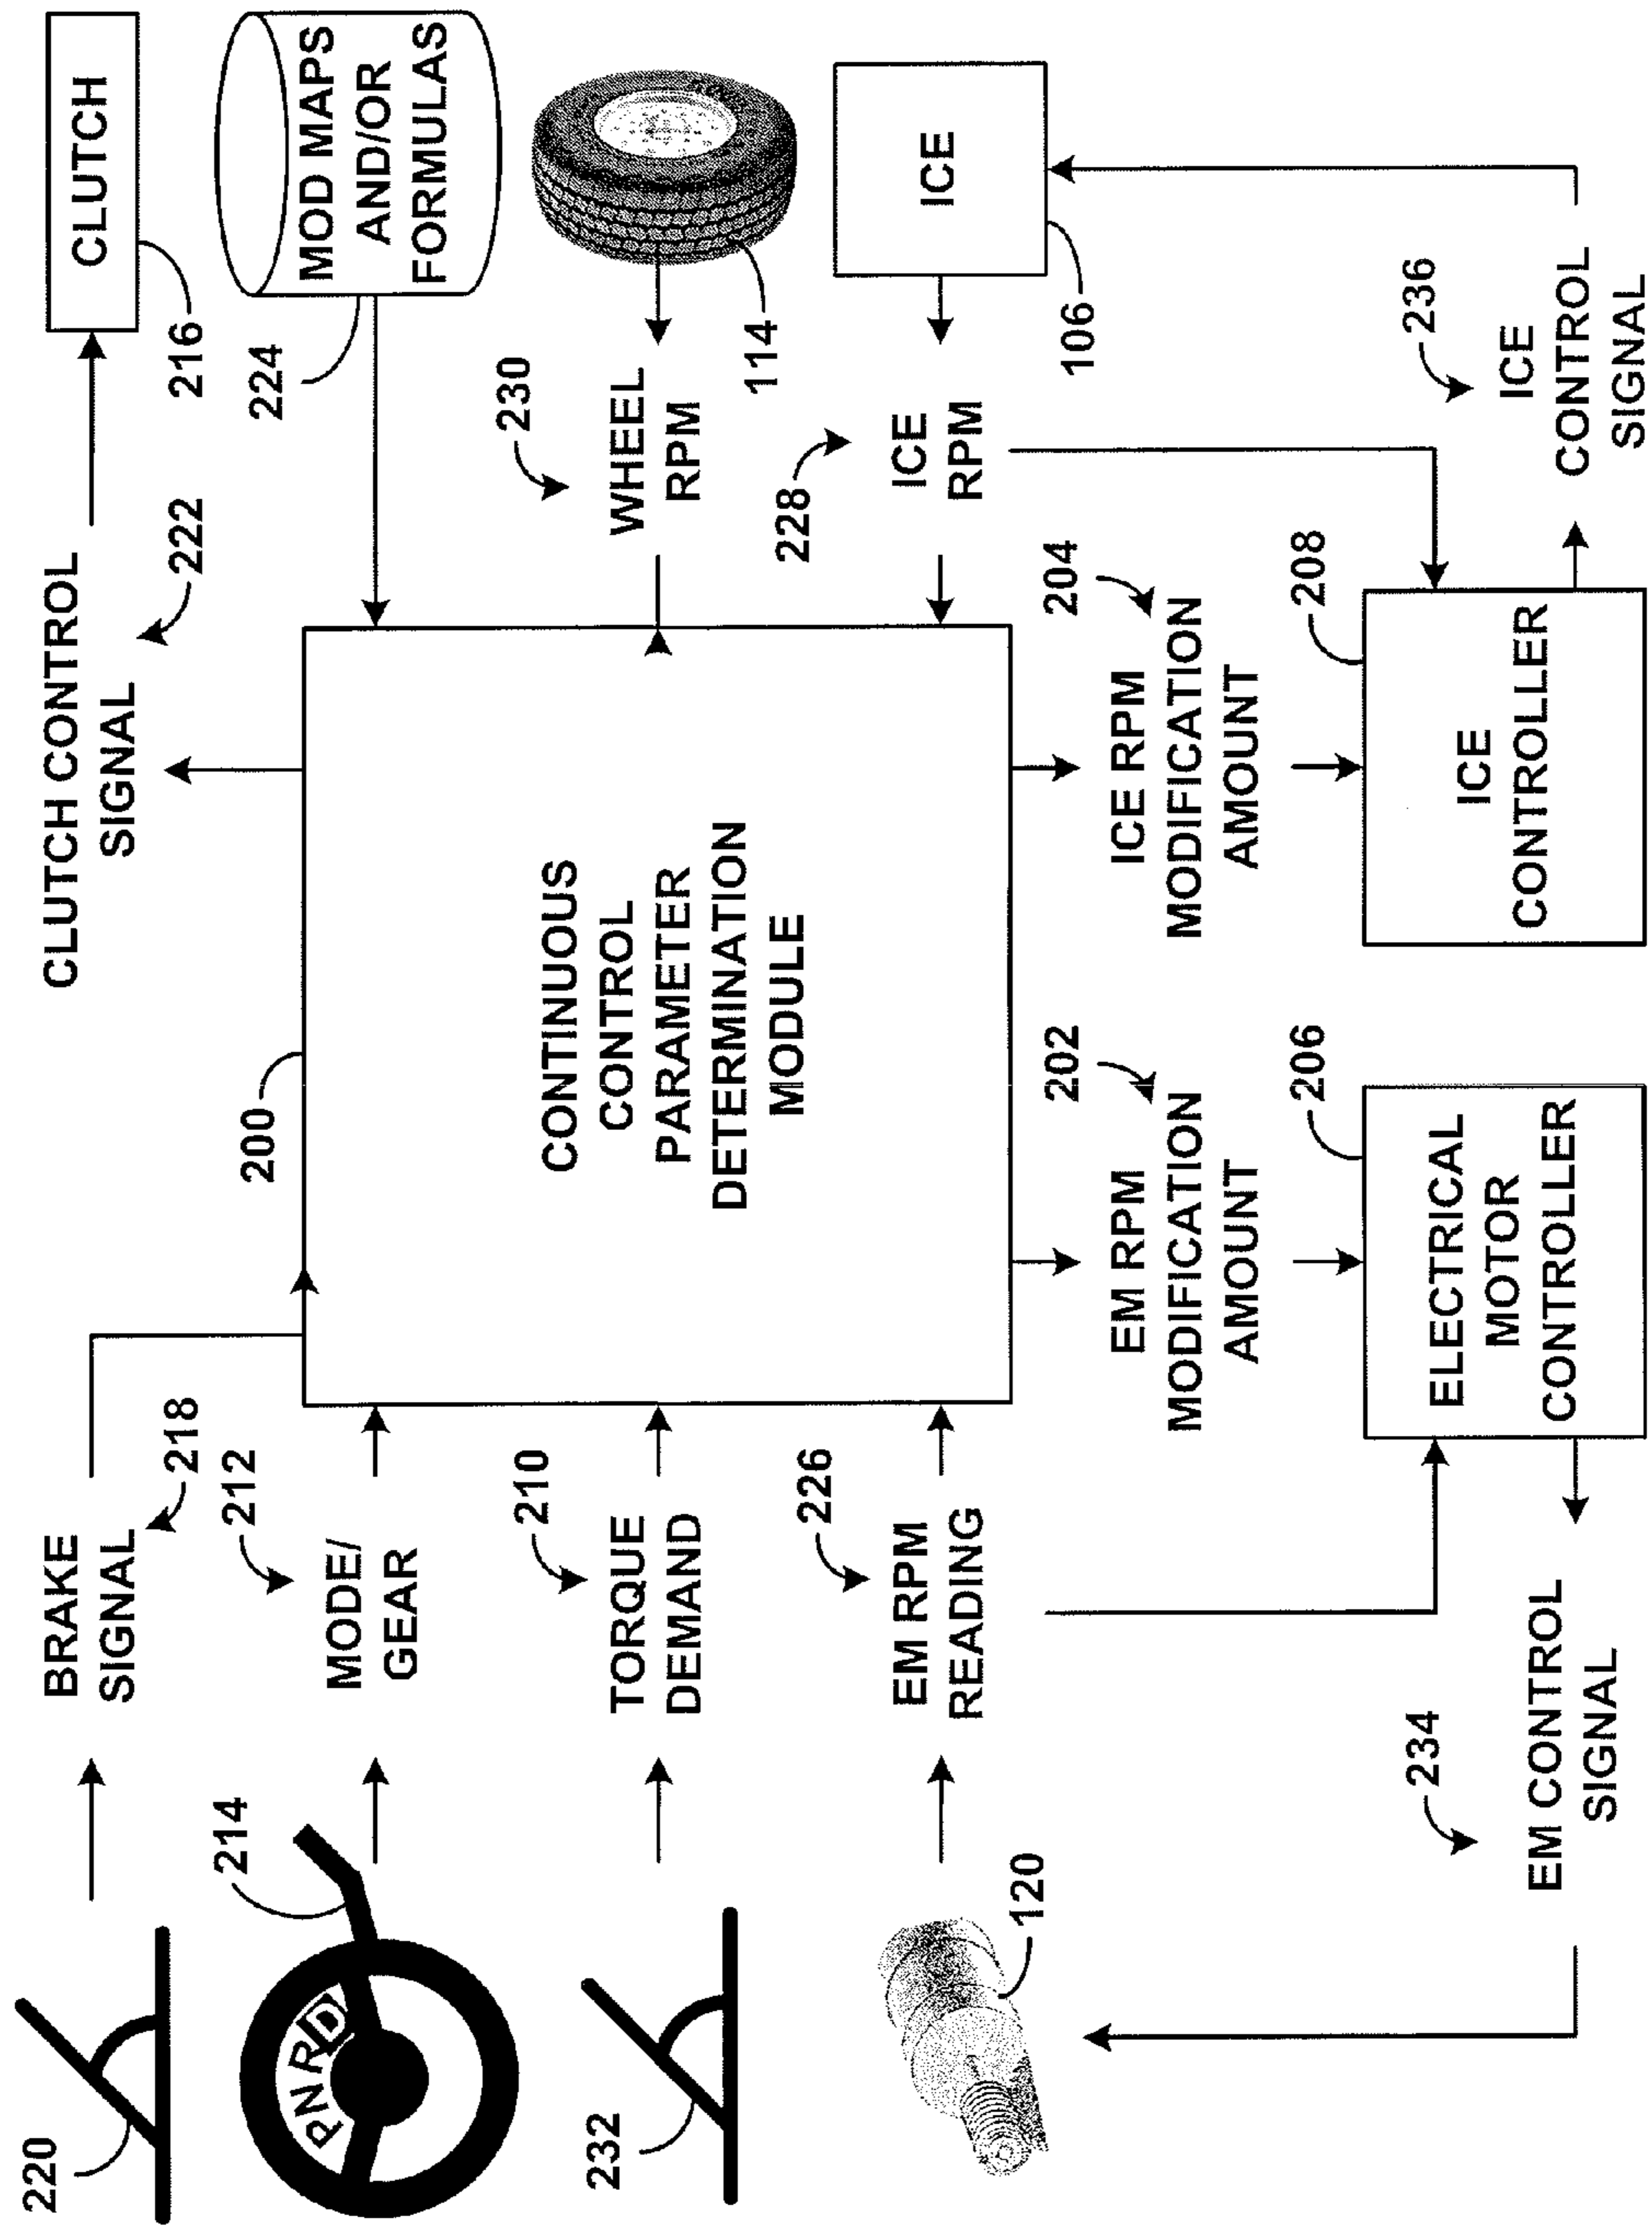 BRAKE
SIGNAL
218
220
CLUTCH CONTROL
SIGNAL
222
CLUTCH
216
200
MODE/
GEAR
212
214
P N R D
MOD MAPS
AND/OR
FORMULAS
224
CONTINUOUS
CONTROL
PARAMETER
DETERMINATION
MODULE
TORQUE
DEMAND
210
232
WHEEL
RPM
230
114
EM RPM
READING
226
120
ICE
RPM
228
ICE
106
EM RPM
MODIFICATION
AMOUNT
202
ICE RPM
MODIFICATION
AMOUNT
204
ELECTRICAL
MOTOR
CONTROLLER
206
ICE
CONTROLLER
208
EM CONTROL
SIGNAL
234
ICE
CONTROL
SIGNAL
236